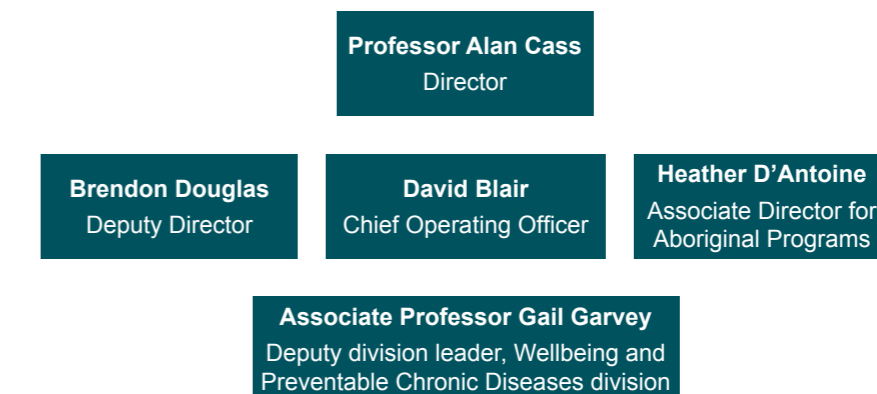 Professor Alan Cass
Director
Brendon Douglas
Deputy Director
David Blair
Chief Operating Officer
Heather D’Antoine
Associate Director for
Aboriginal Programs
Associate Professor Gail Garvey
Deputy division leader, Wellbeing and
Preventable Chronic Diseases division